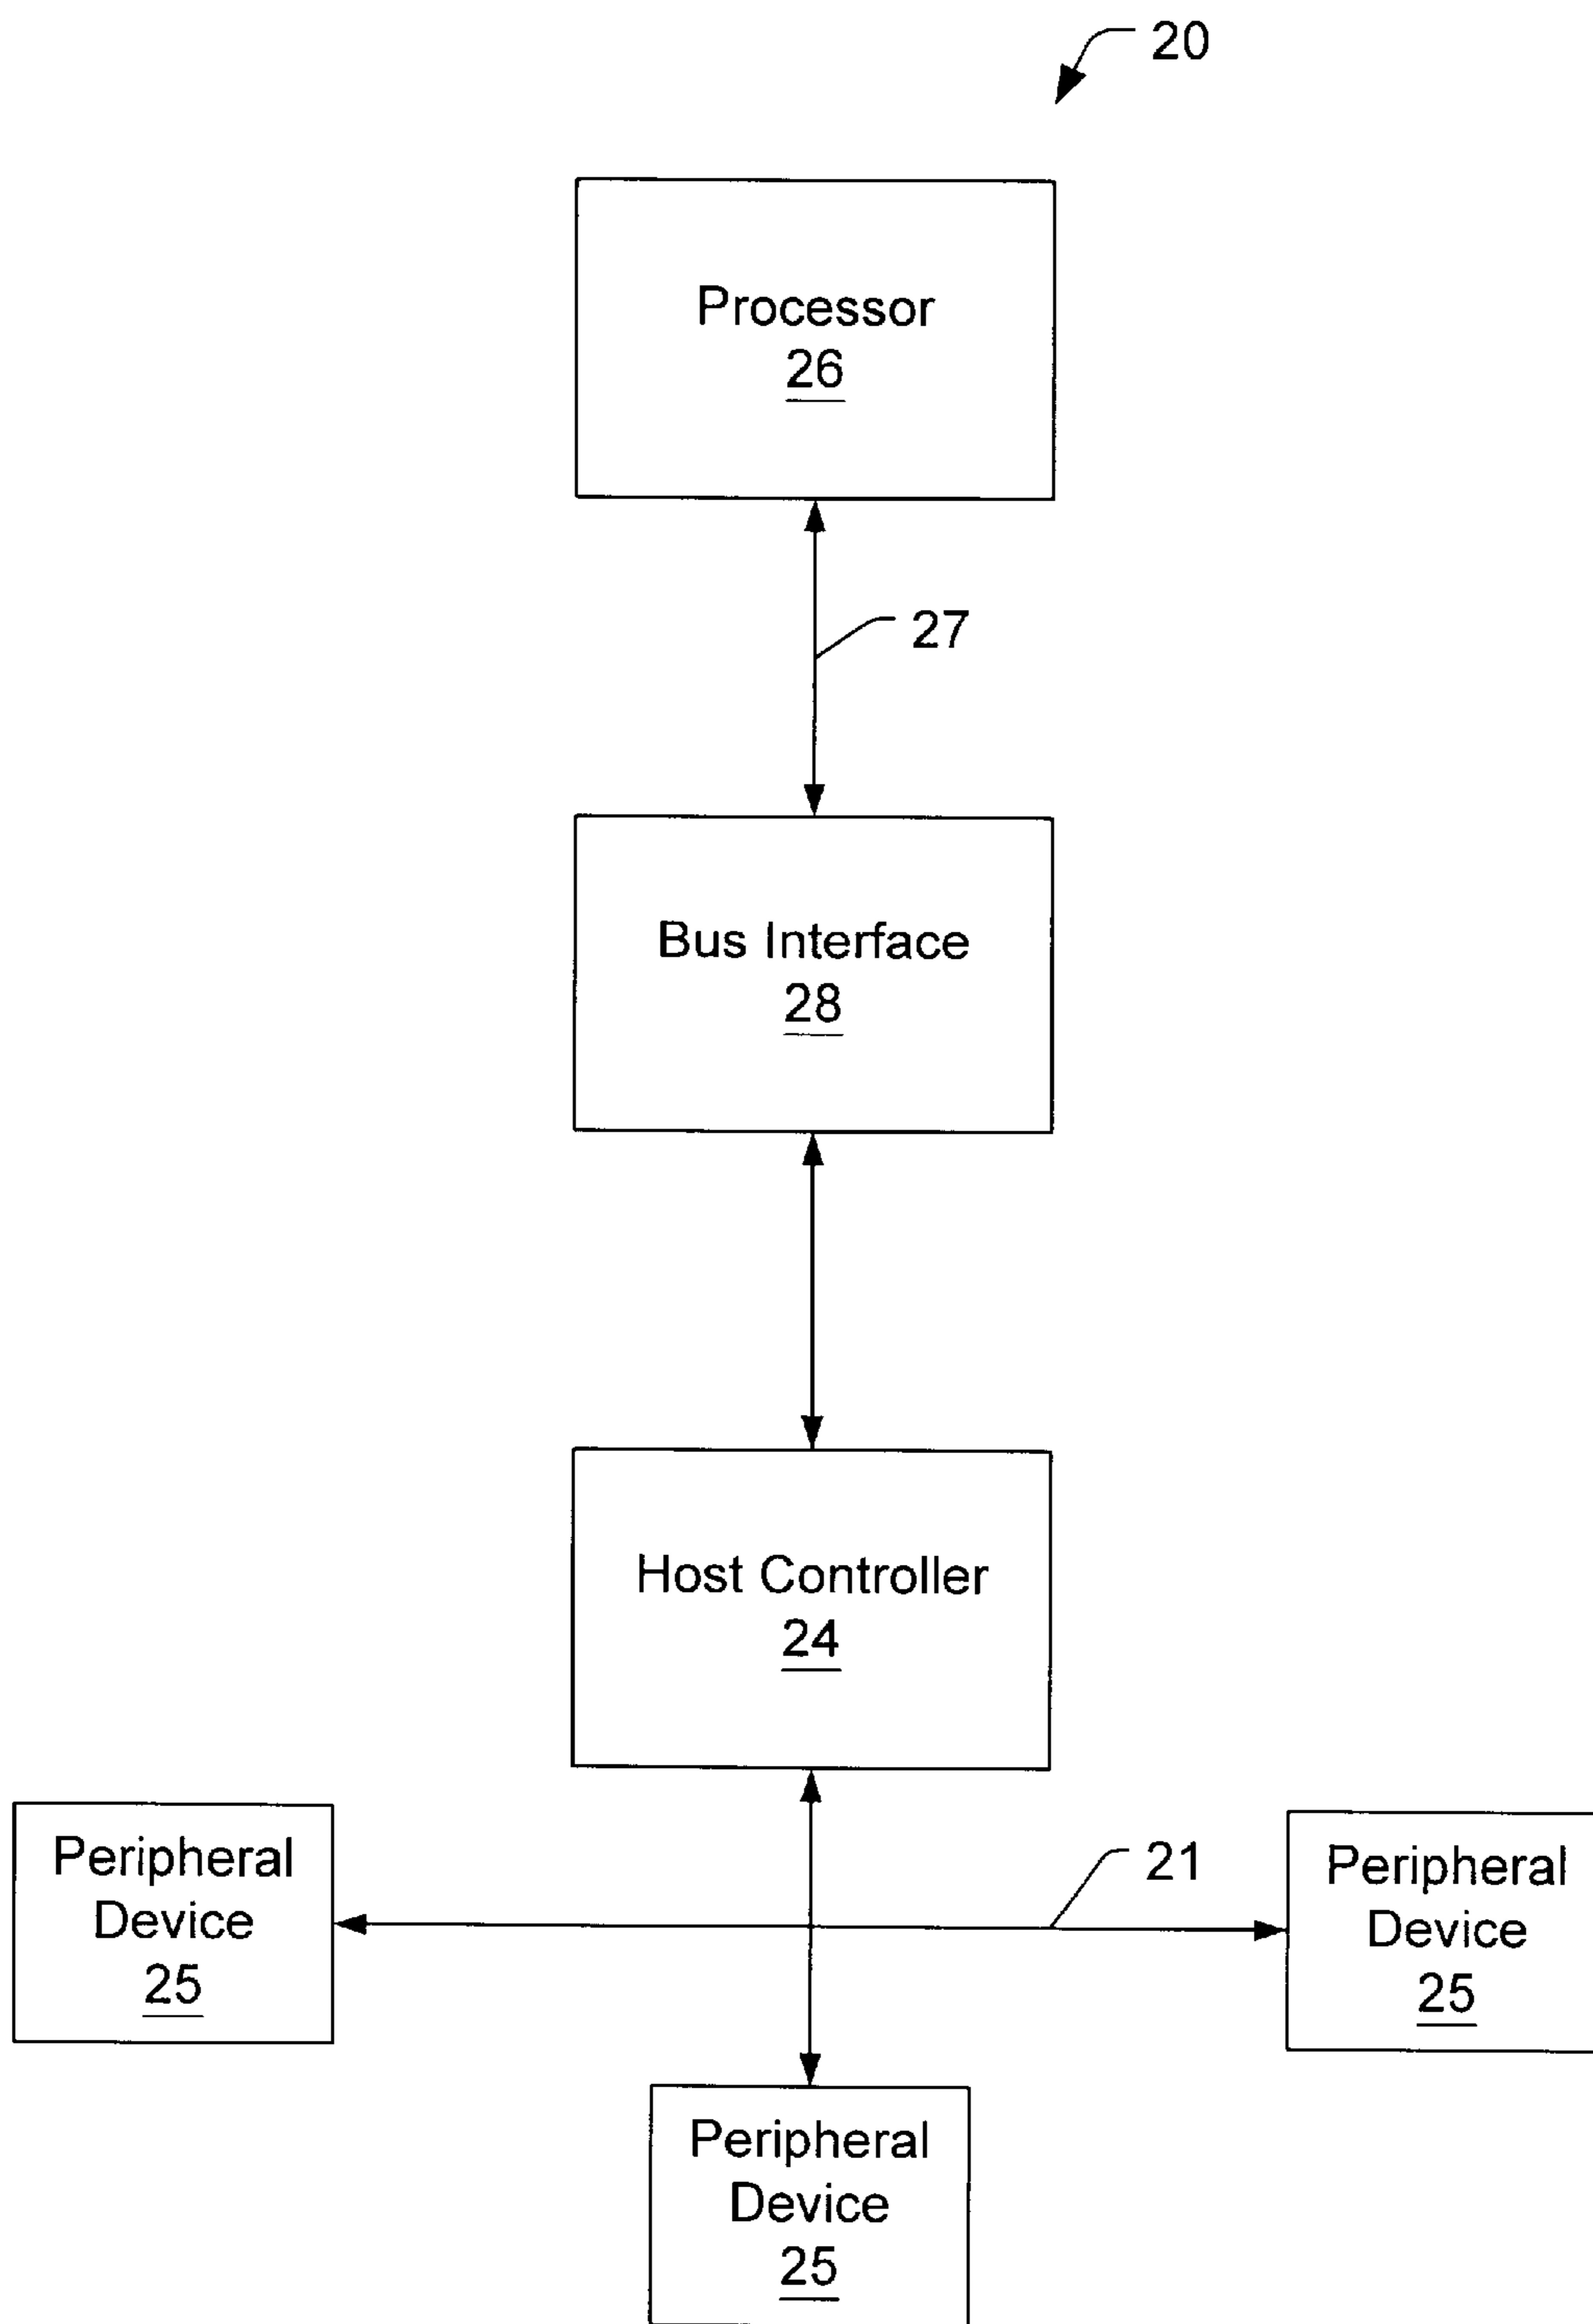 20
Processor
26
27
Bus Interface
28
Host Controller
24
Peripheral
Device
25
21
Peripheral
Device
25
Peripheral
Device
25